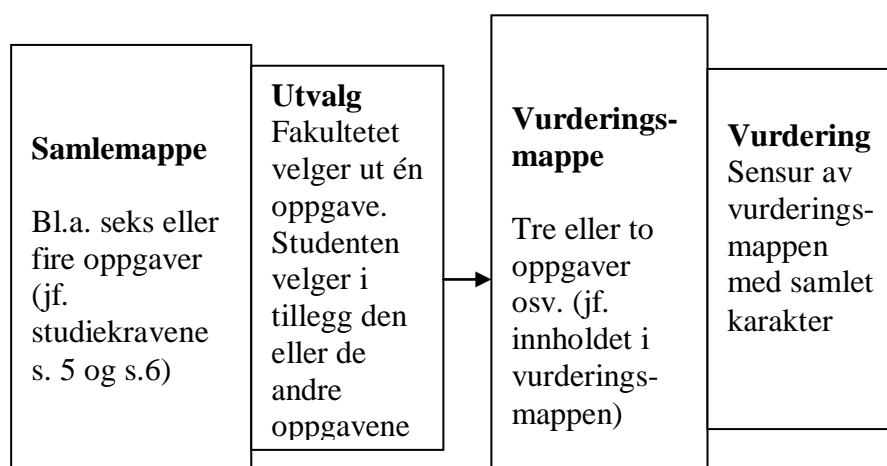 Samlemappe
Bl.a. seks eller
fire oppgaver
(jf.
studiekravene
s. 5 og s.6)
Utvalg
Fakultetet
velger ut én
oppgave.
Studenten
velger i
tillegg den
eller de
andre
oppgavene
Vurderings-
mappe
Tre eller to
oppgaver
osv. (jf.
innholdet i
vurderings-
mappen)
Vurdering
Sensur av
vurderings-
mappen
med samlet
karakter